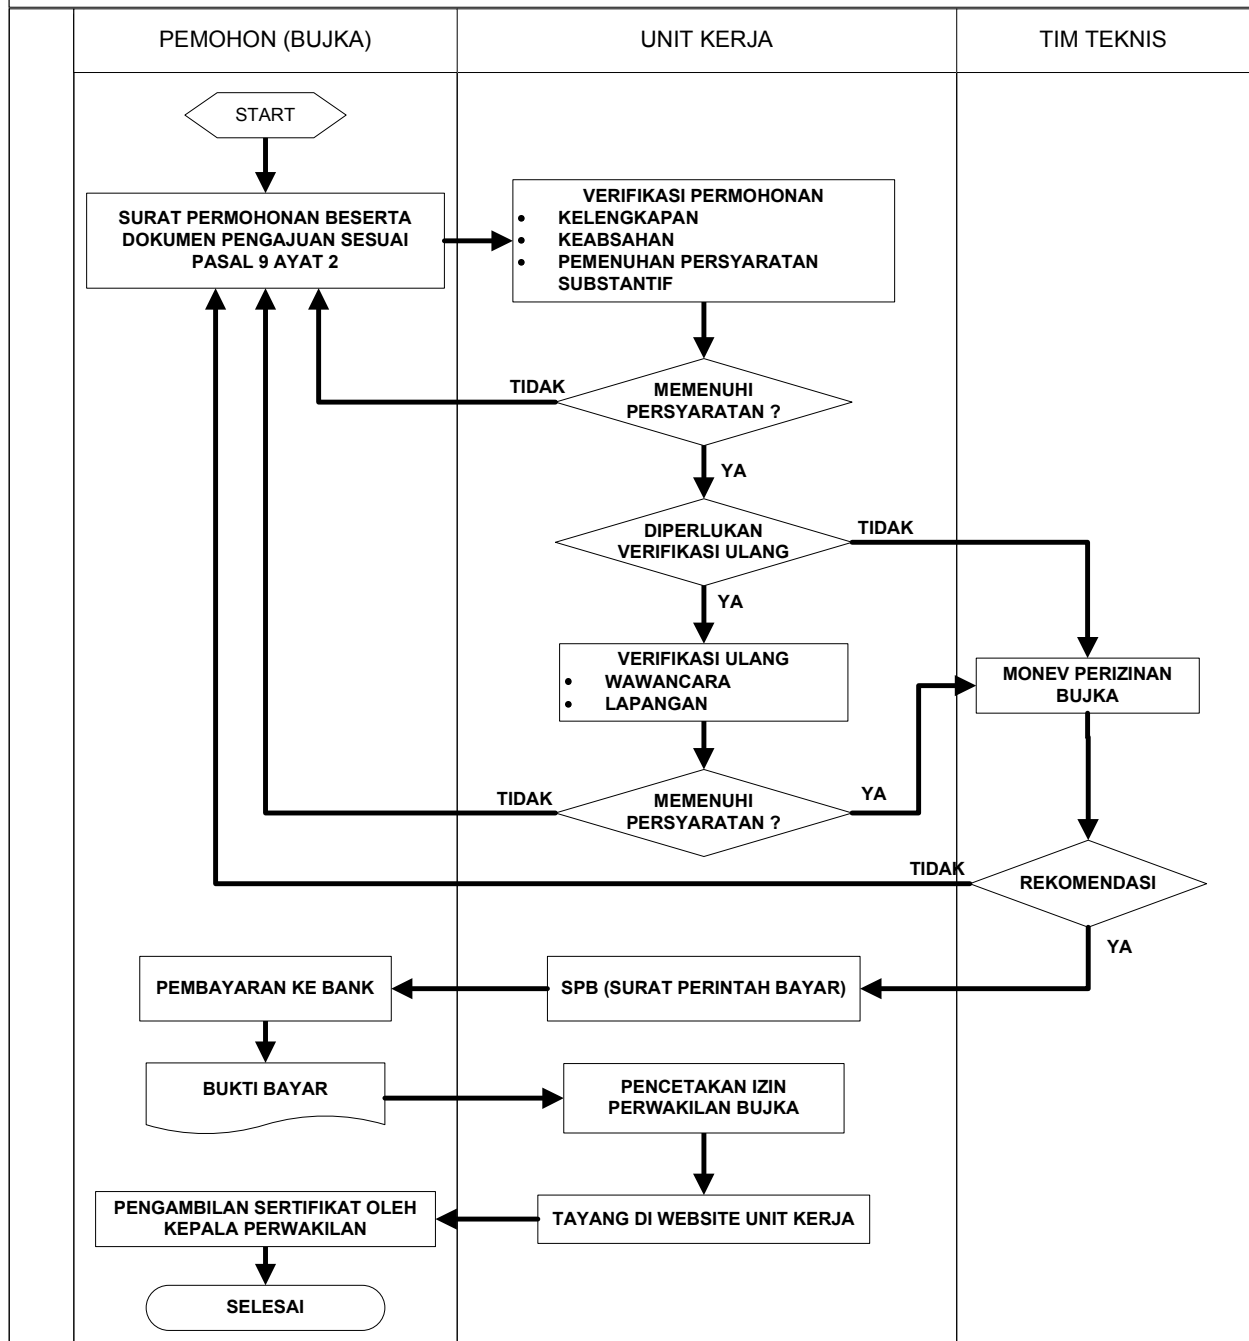 PEMOHON (BUJKA)
UNIT KERJA
TIM TEKNIS
START
SURAT PERMOHONAN BESERTA
DOKUMEN PENGAJUAN SESUAI
PASAL 9 AYAT 2
VERIFIKASI PERMOHONAN
• KELENGKAPAN
• KEABSAHAN
• PEMENUHAN PERSYARATAN
SUBSTANTIF
TIDAK
MEMENUHI
PERSYARATAN ?
YA
DIPERLUKAN
VERIFIKASI ULANG
TIDAK
YA
VERIFIKASI ULANG
• WAWANCARA
• LAPANGAN
MONEV PERIZINAN
BUJKA
TIDAK
MEMENUHI
PERSYARATAN ?
YA
TIDAK
REKOMENDASI
YA
PEMBAYARAN KE BANK
SPB (SURAT PERINTAH BAYAR)
BUKTI BAYAR
PENCETAKAN IZIN
PERWAKILAN BUJKA
PENGAMBILAN SERTIFIKAT OLEH
KEPALA PERWAKILAN
TAYANG DI WEBSITE UNIT KERJA
SELESAI